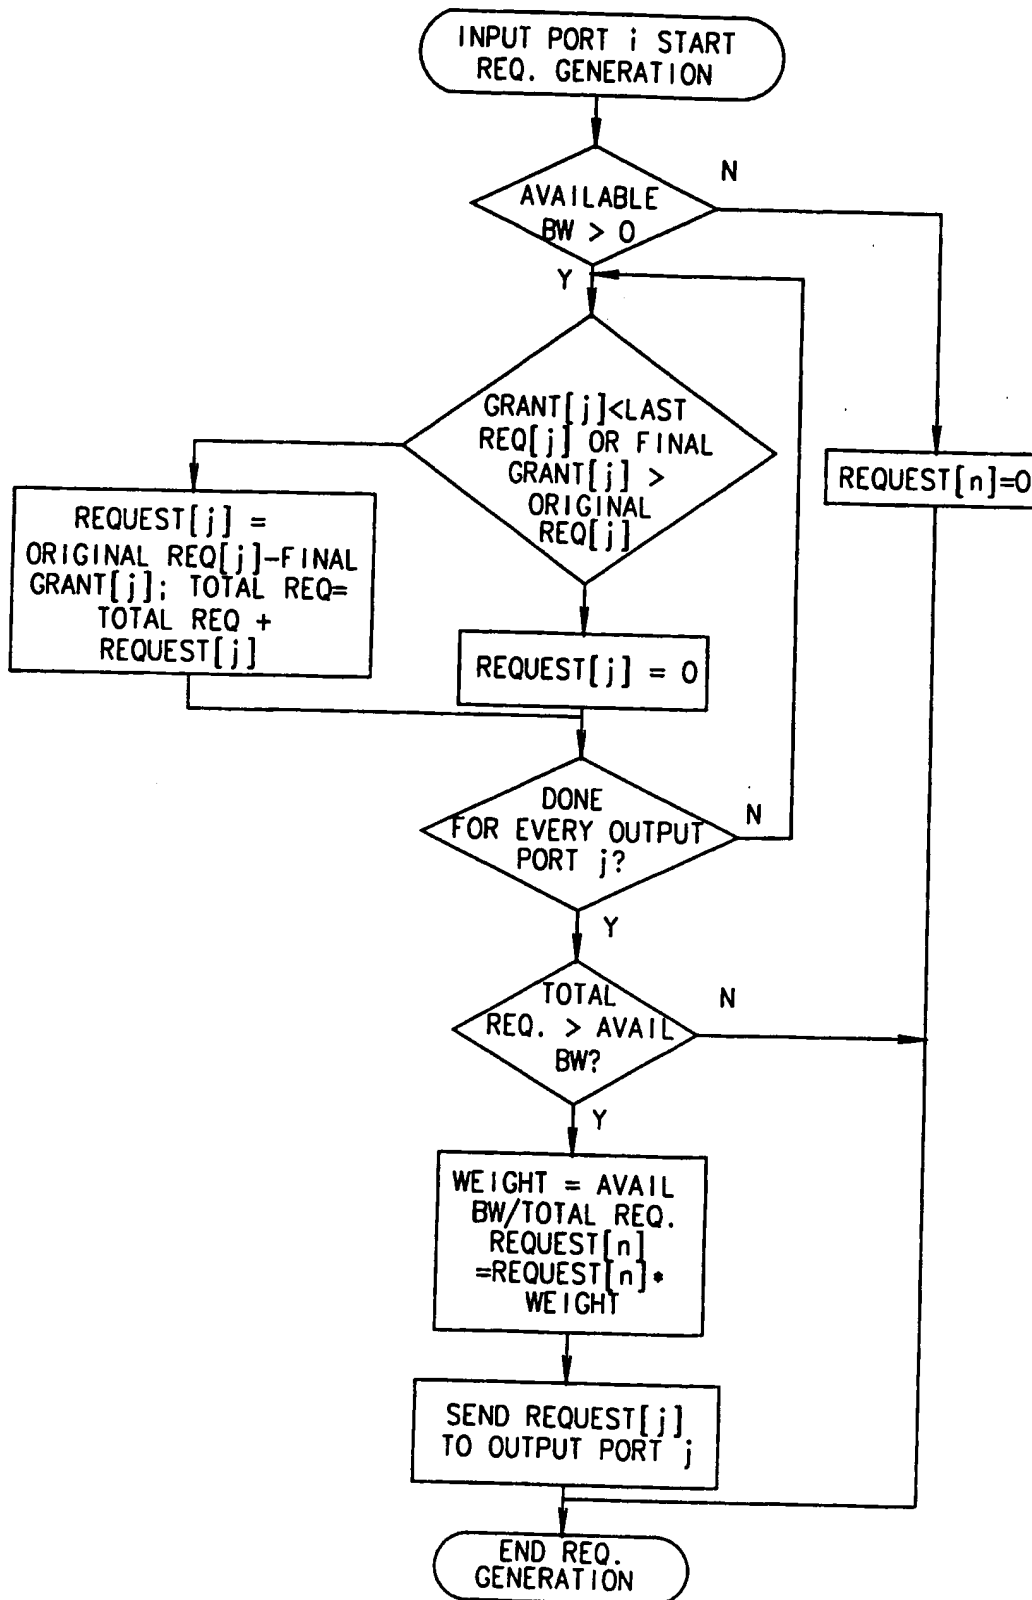 INPUT PORT i START
REQ. GENERATION
N
AVAILABLE
BW > 0
Y
GRANT[j]<LAST
REQ[j] OR FINAL
GRANT[j] >
ORIGINAL
REQ[j]
REQUEST[n]=0
REQUEST[j] =
ORIGINAL REQ[j]-FINAL
GRANT[j]; TOTAL REQ=
TOTAL REQ +
REQUEST[j]
REQUEST[j] = 0
DONE
FOR EVERY OUTPUT
PORT j?
N
Y
TOTAL
REQ. > AVAIL
BW?
N
Y
WEIGHT = AVAIL
BW/TOTAL REQ.
REQUEST[n]
=REQUEST[n]*
WEIGHT
SEND REQUEST[j]
TO OUTPUT PORT j
END REQ.
GENERATION